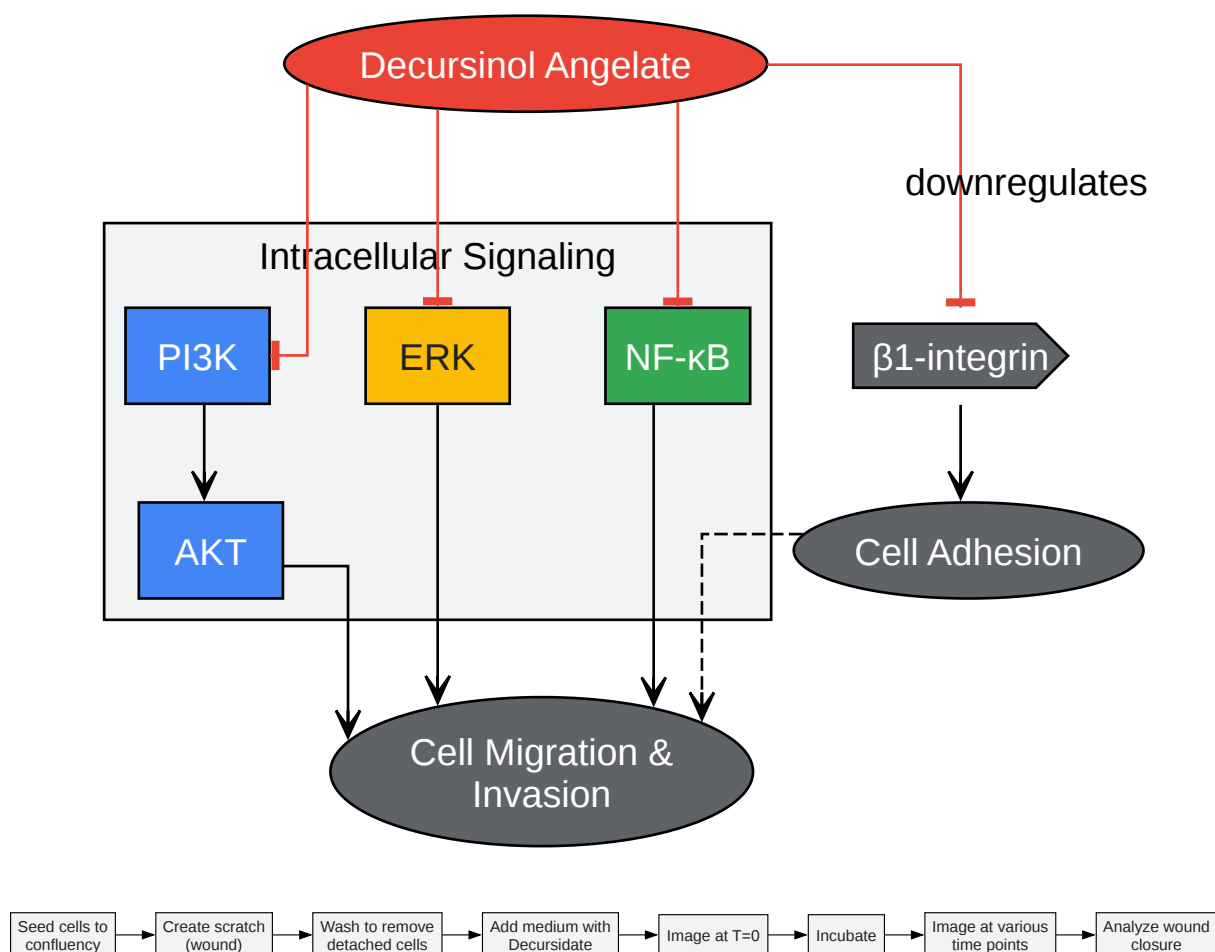 Decursinol Angelate
downregulates
Intracellular Signaling
PI3K
ERK
NF-κB
β1-integrin
AKT
Cell Adhesion
Cell Migration &
Invasion
Seed cells to
confluency
Create scratch
(wound)
Wash to remove
detached cells
Add medium with
Decursidate
Image at T=0
Incubate
Image at various
time points
Analyze wound
closure